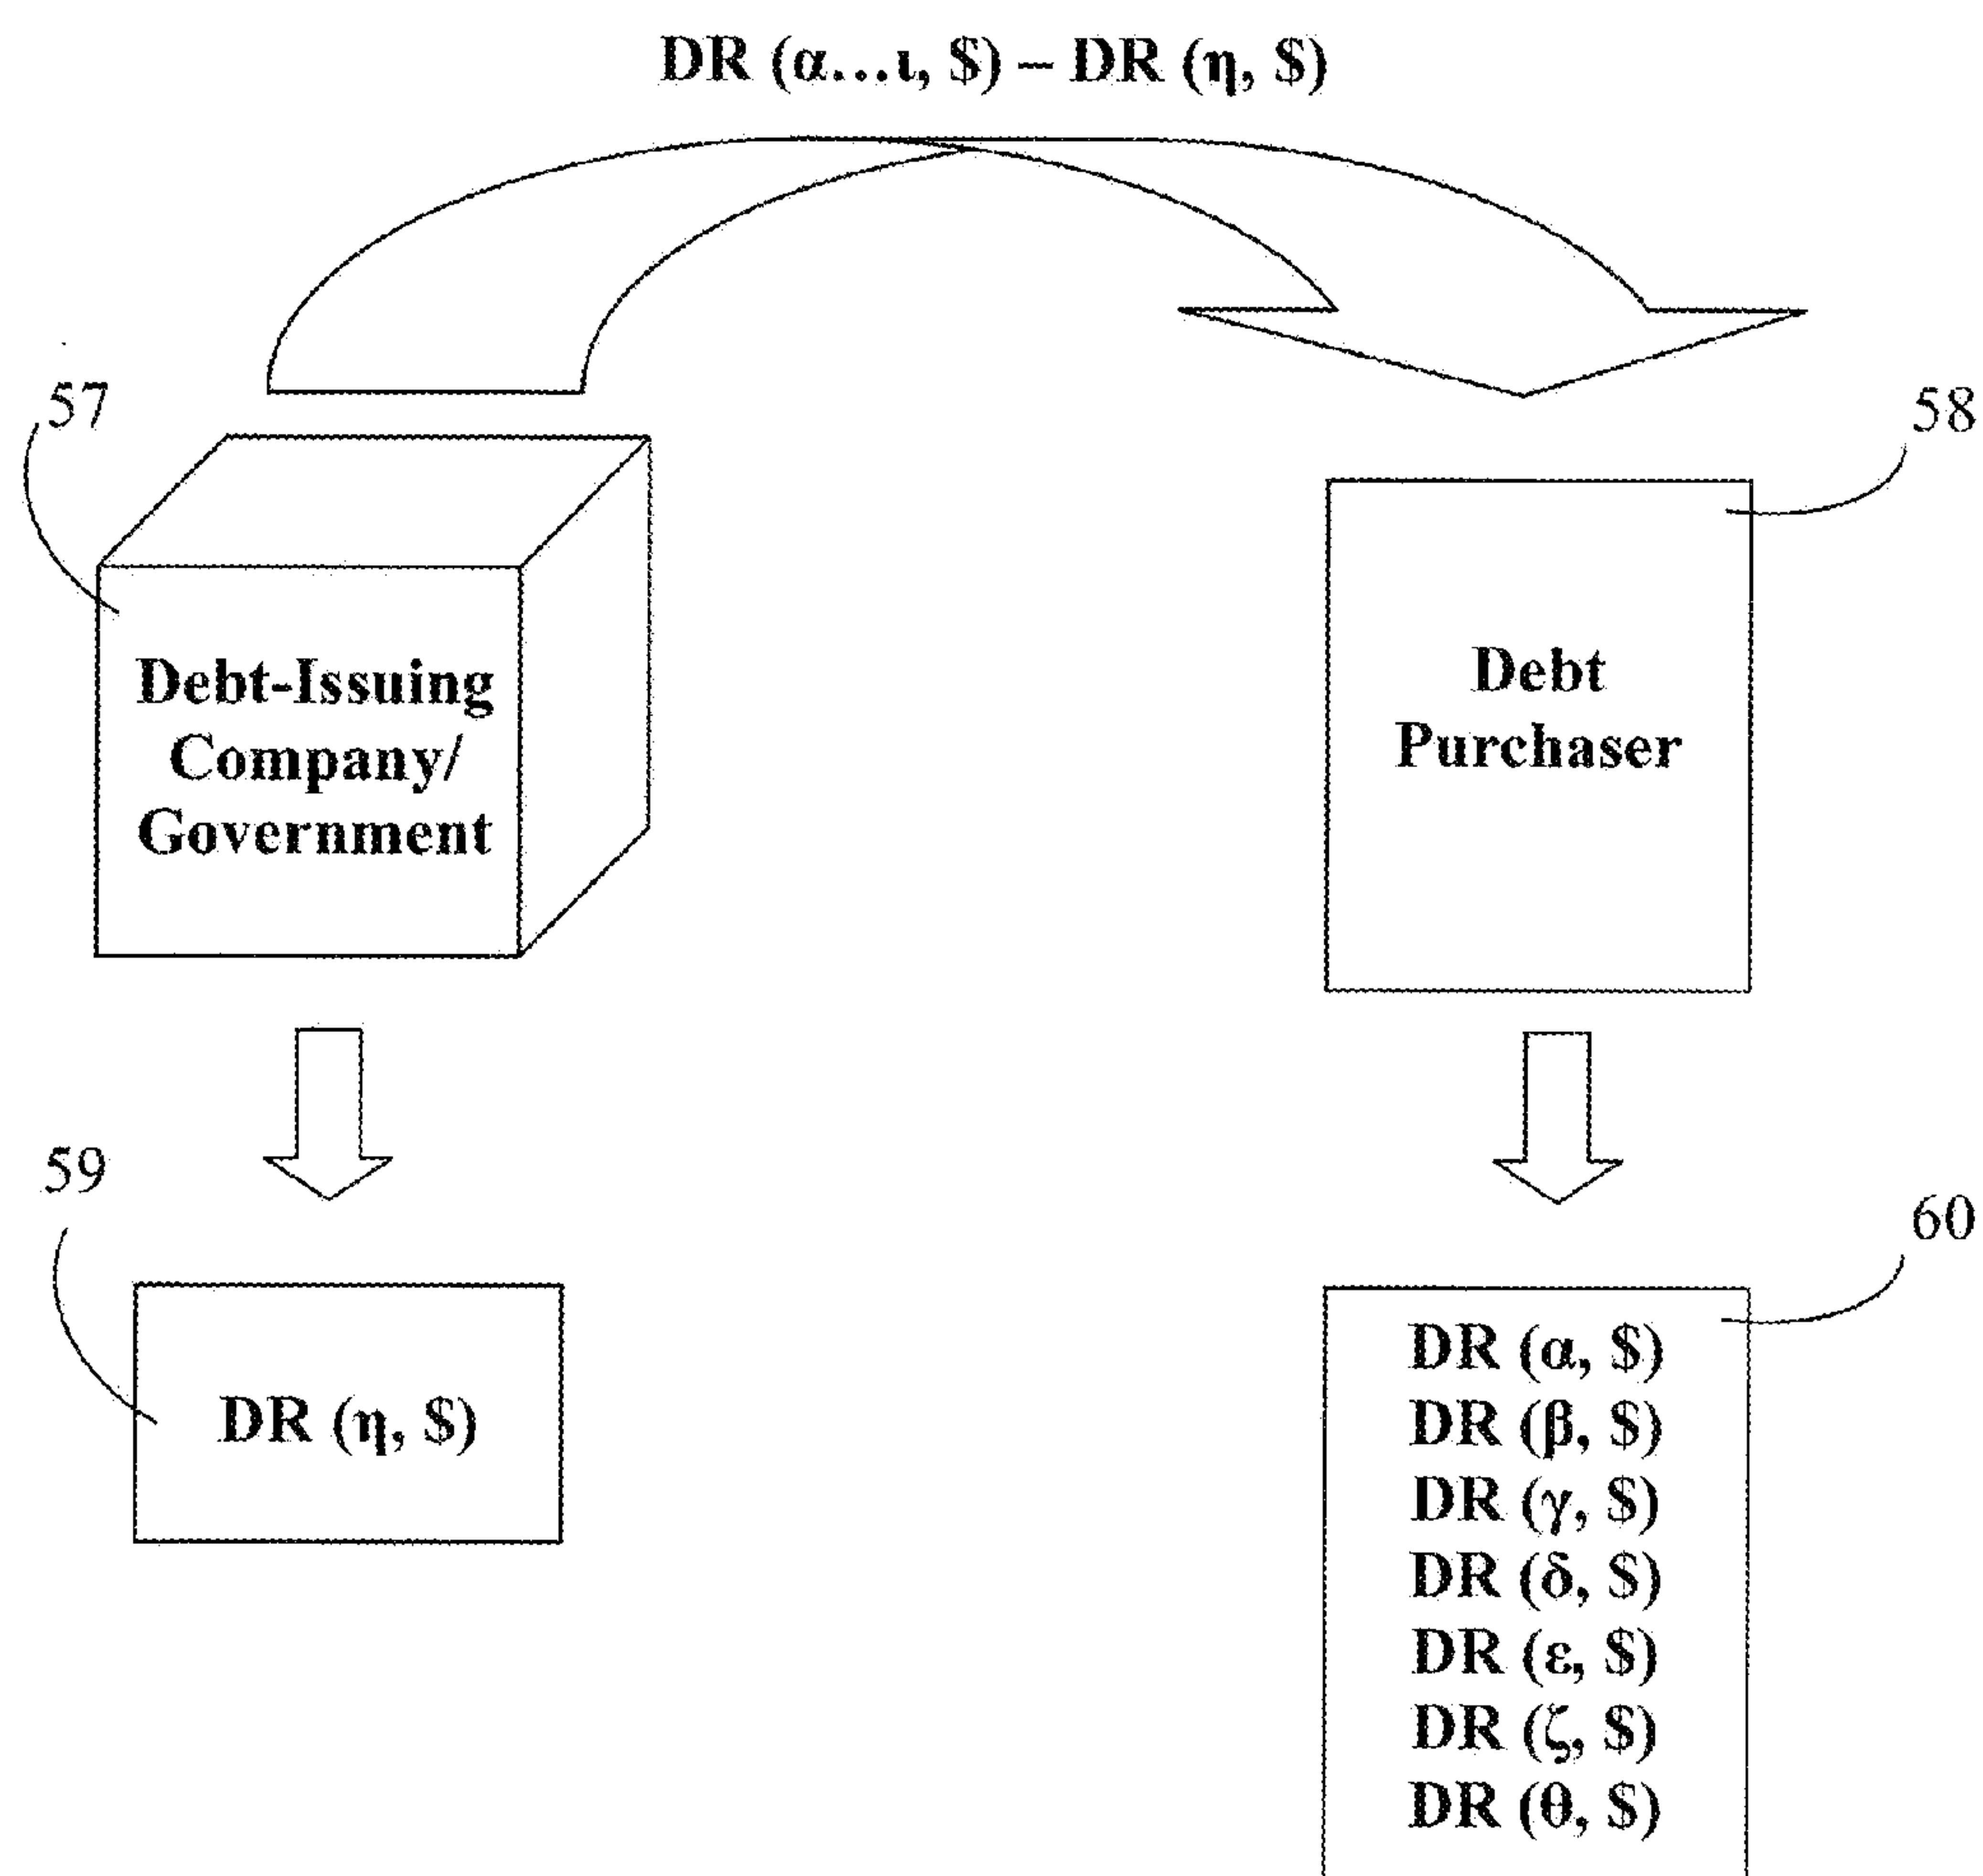 DR (α...ι, $) – DR (η, $)
57
58
Debt-Issuing
Company/
Government
Debt
Purchaser
59
60
DR (η, $)
DR (α, $)
DR (β, $)
DR (γ, $)
DR (δ, $)
DR (ε, $)
DR (ζ, $)
DR (θ, $)